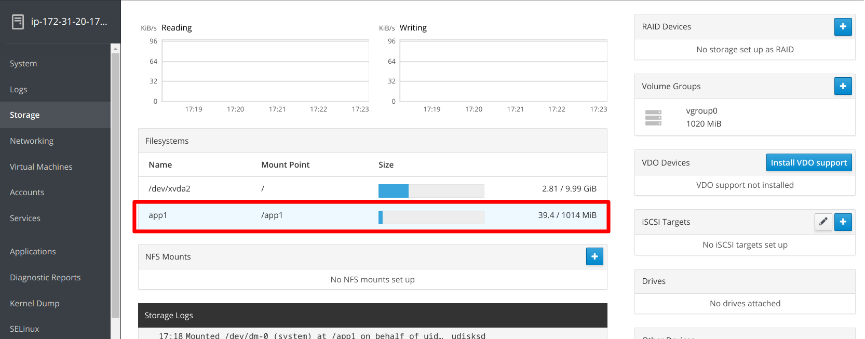 ip-172-31-20-17...
System
Logs
Storage
Networking
Virtual Machines
Accounts
Services
Applications
Diagnostic Reports
Kernel Dump
SELinux
KiB/s Reading
96
64
32
0
17:19 17:20 17:21 17:22 17:23
KiB/s Writing
96
64
32
0
17:19 17:20 17:21 17:22 17:23
Filesystems
Name Mount Point Size
/dev/xvda2 / 2.81 / 9.99 GiB
app1 /app1 39.4 / 1014 MiB
NFS Mounts
No NFS mounts set up
Storage Logs
17:18 Mounted /dev/dm-0 (system) at /app1 on behalf of uid… udisksd
RAID Devices
No storage set up as RAID
Volume Groups
vgroup0
1020 MiB
VDO Devices Install VDO support
VDO support not installed
iSCSI Targets
No iSCSI targets set up
Drives
No drives attached